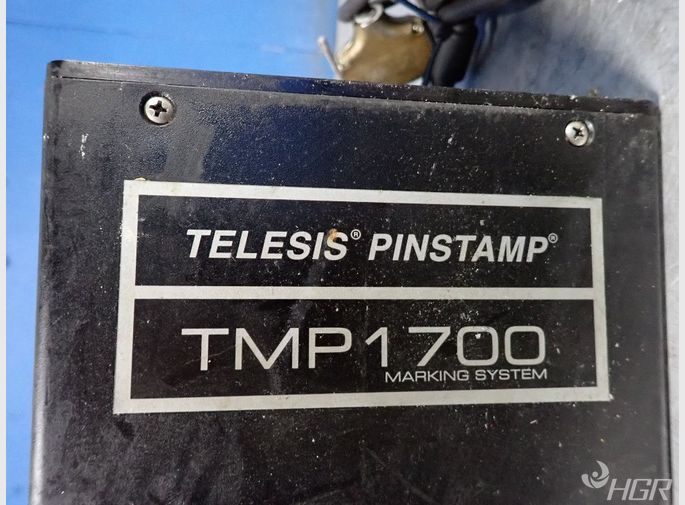 TELESIS® PINSTAMP®
TMP1700
MARKING SYSTEM
HGR